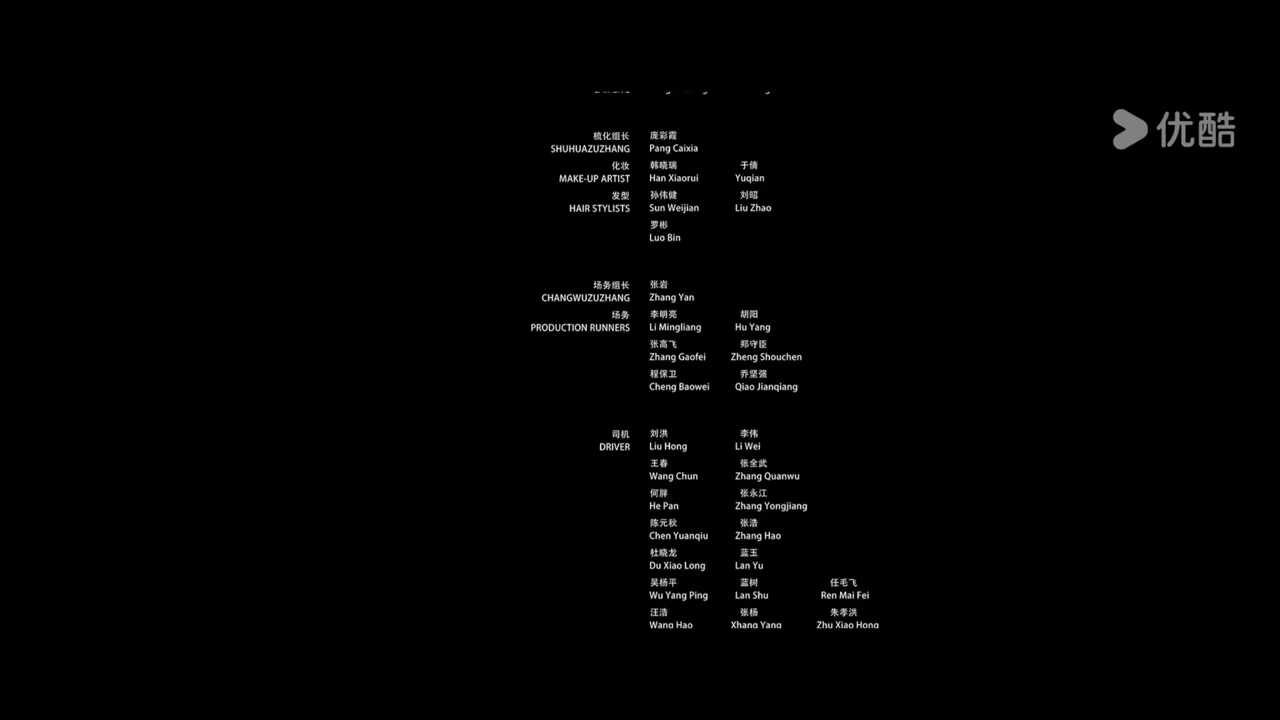 优酷
梳化组长 庞彩霞
SHUHUAZUZHANG Pang Caixia
化妆 韩晓瑞 于倩
MAKE-UP ARTIST Han Xiaorui Yuqian
发型 孙伟健 刘昭
HAIR STYLISTS Sun Weijian Liu Zhao
罗彬
Luo Bin
场务组长 张岩
CHANGWUZUZHANG Zhang Yan
场务 李明亮 胡阳
PRODUCTION RUNNERS Li Mingliang Hu Yang
张高飞 郑守臣
Zhang Gaofei Zheng Shouchen
程保卫 乔坚强
Cheng Baowei Qiao Jianqiang
司机 刘洪 李伟
DRIVER Liu Hong Li Wei
王春 张全武
Wang Chun Zhang Quanwu
何胖 张永江
He Pan Zhang Yongjiang
陈元秋 张浩
Chen Yuanqiu Zhang Hao
杜晓龙 蓝玉
Du Xiao Long Lan Yu
吴杨平 蓝树 任毛飞
Wu Yang Ping Lan Shu Ren Mai Fei
汪浩 张杨 朱孝洪
Wang Hao Xhang Yang Zhu Xiao Hong